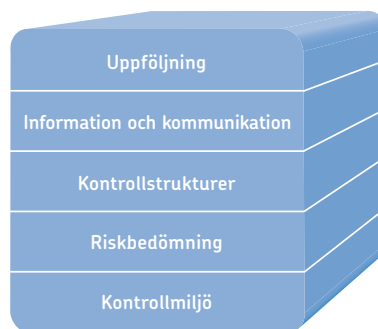 Uppföljning
Information och kommunikation
Kontrollstrukturer
Riskbedömning
Kontrollmiljö